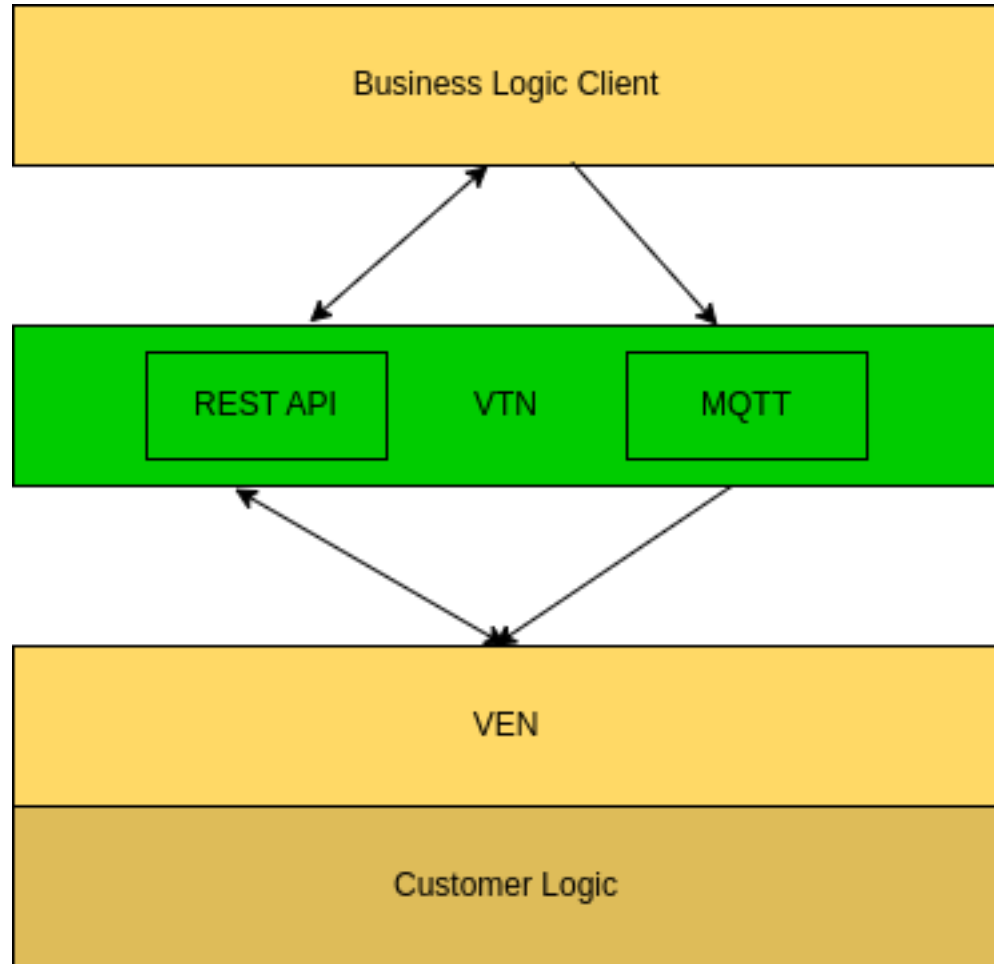 Business Logic Client
REST API
VTN
MQTT
VEN
Customer Logic